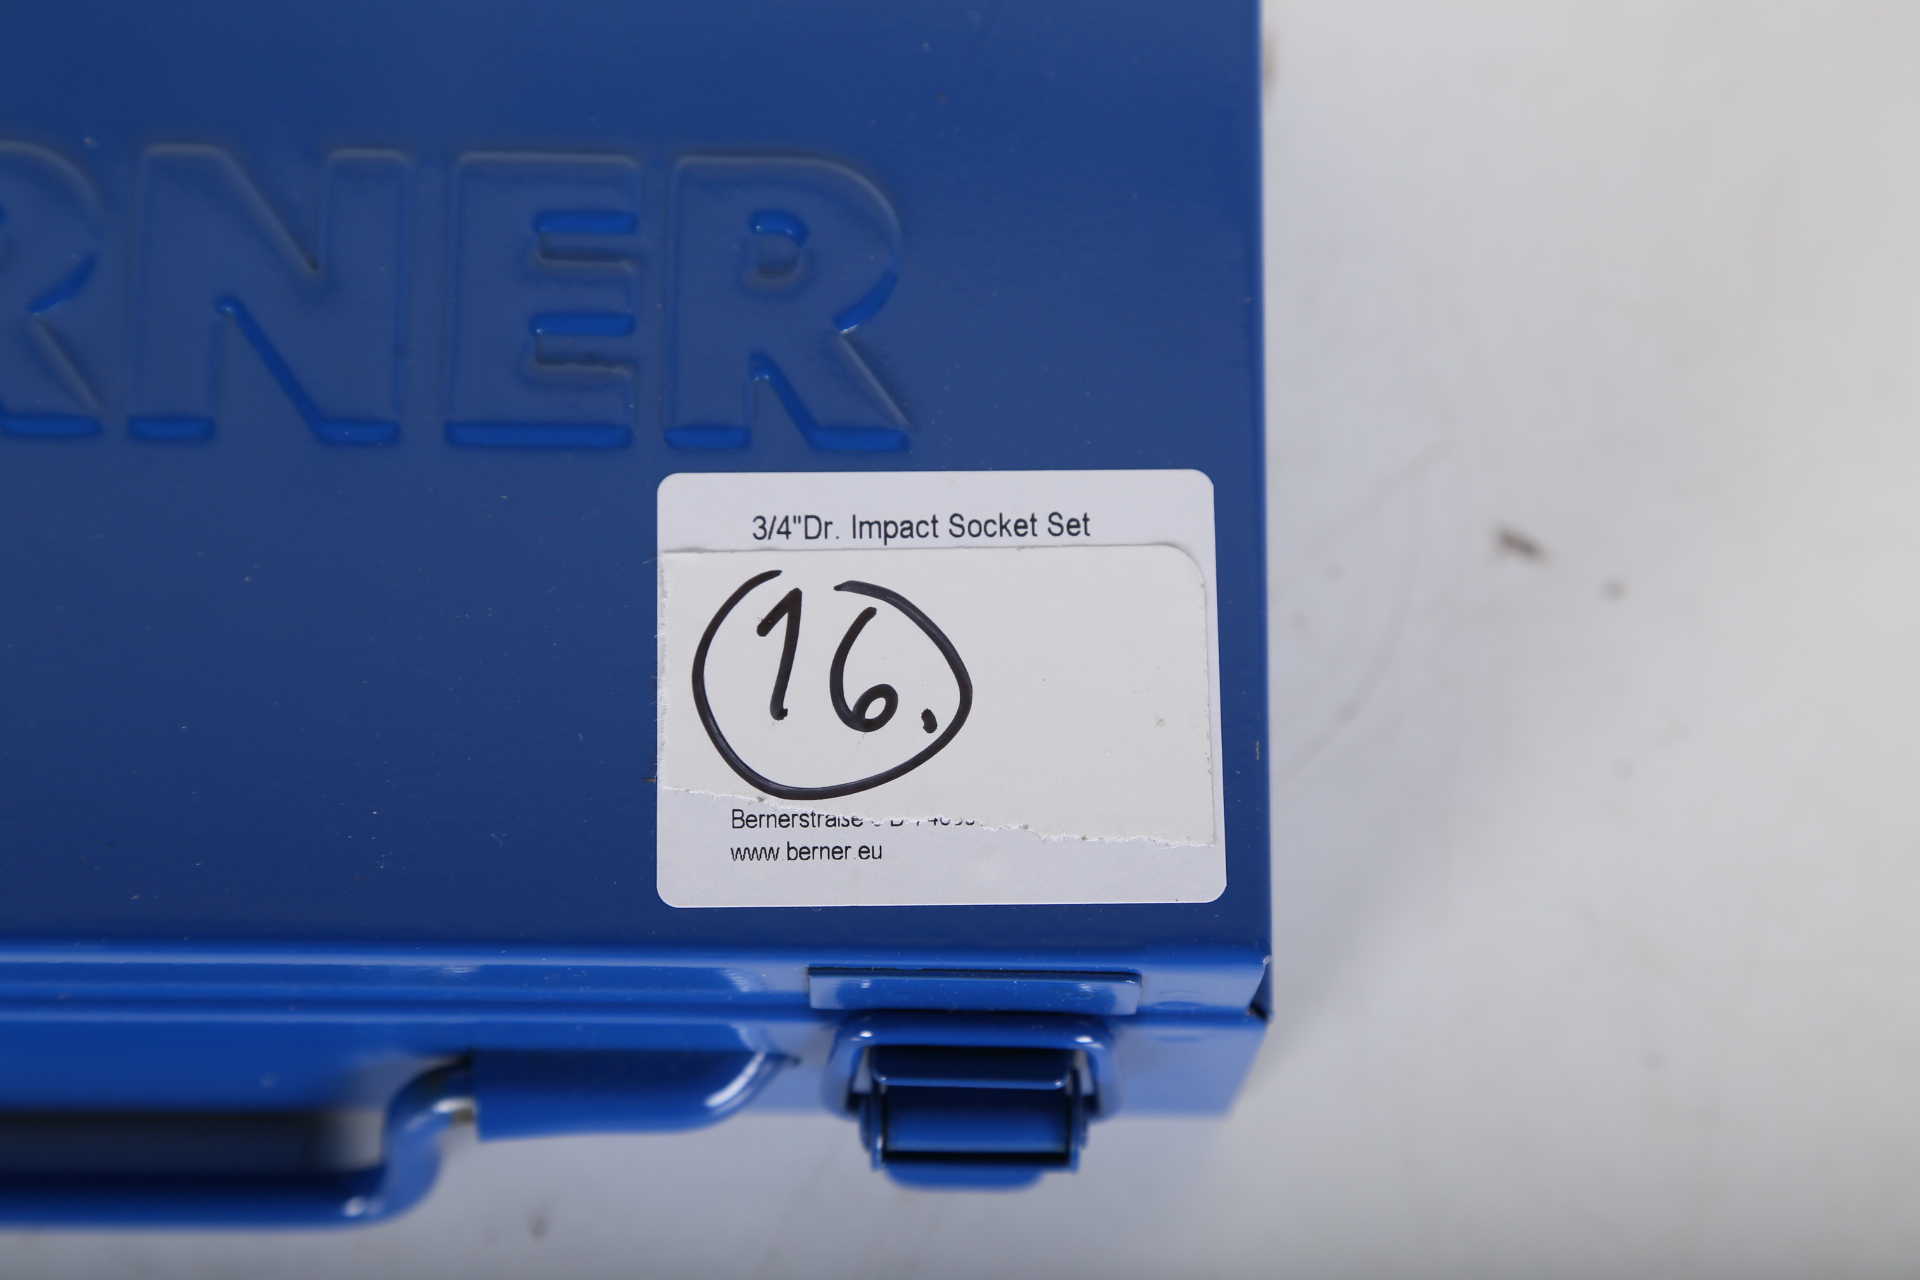 RNER
3/4"Dr. Impact Socket Set
16.
Bernerstraße
www.berner.eu